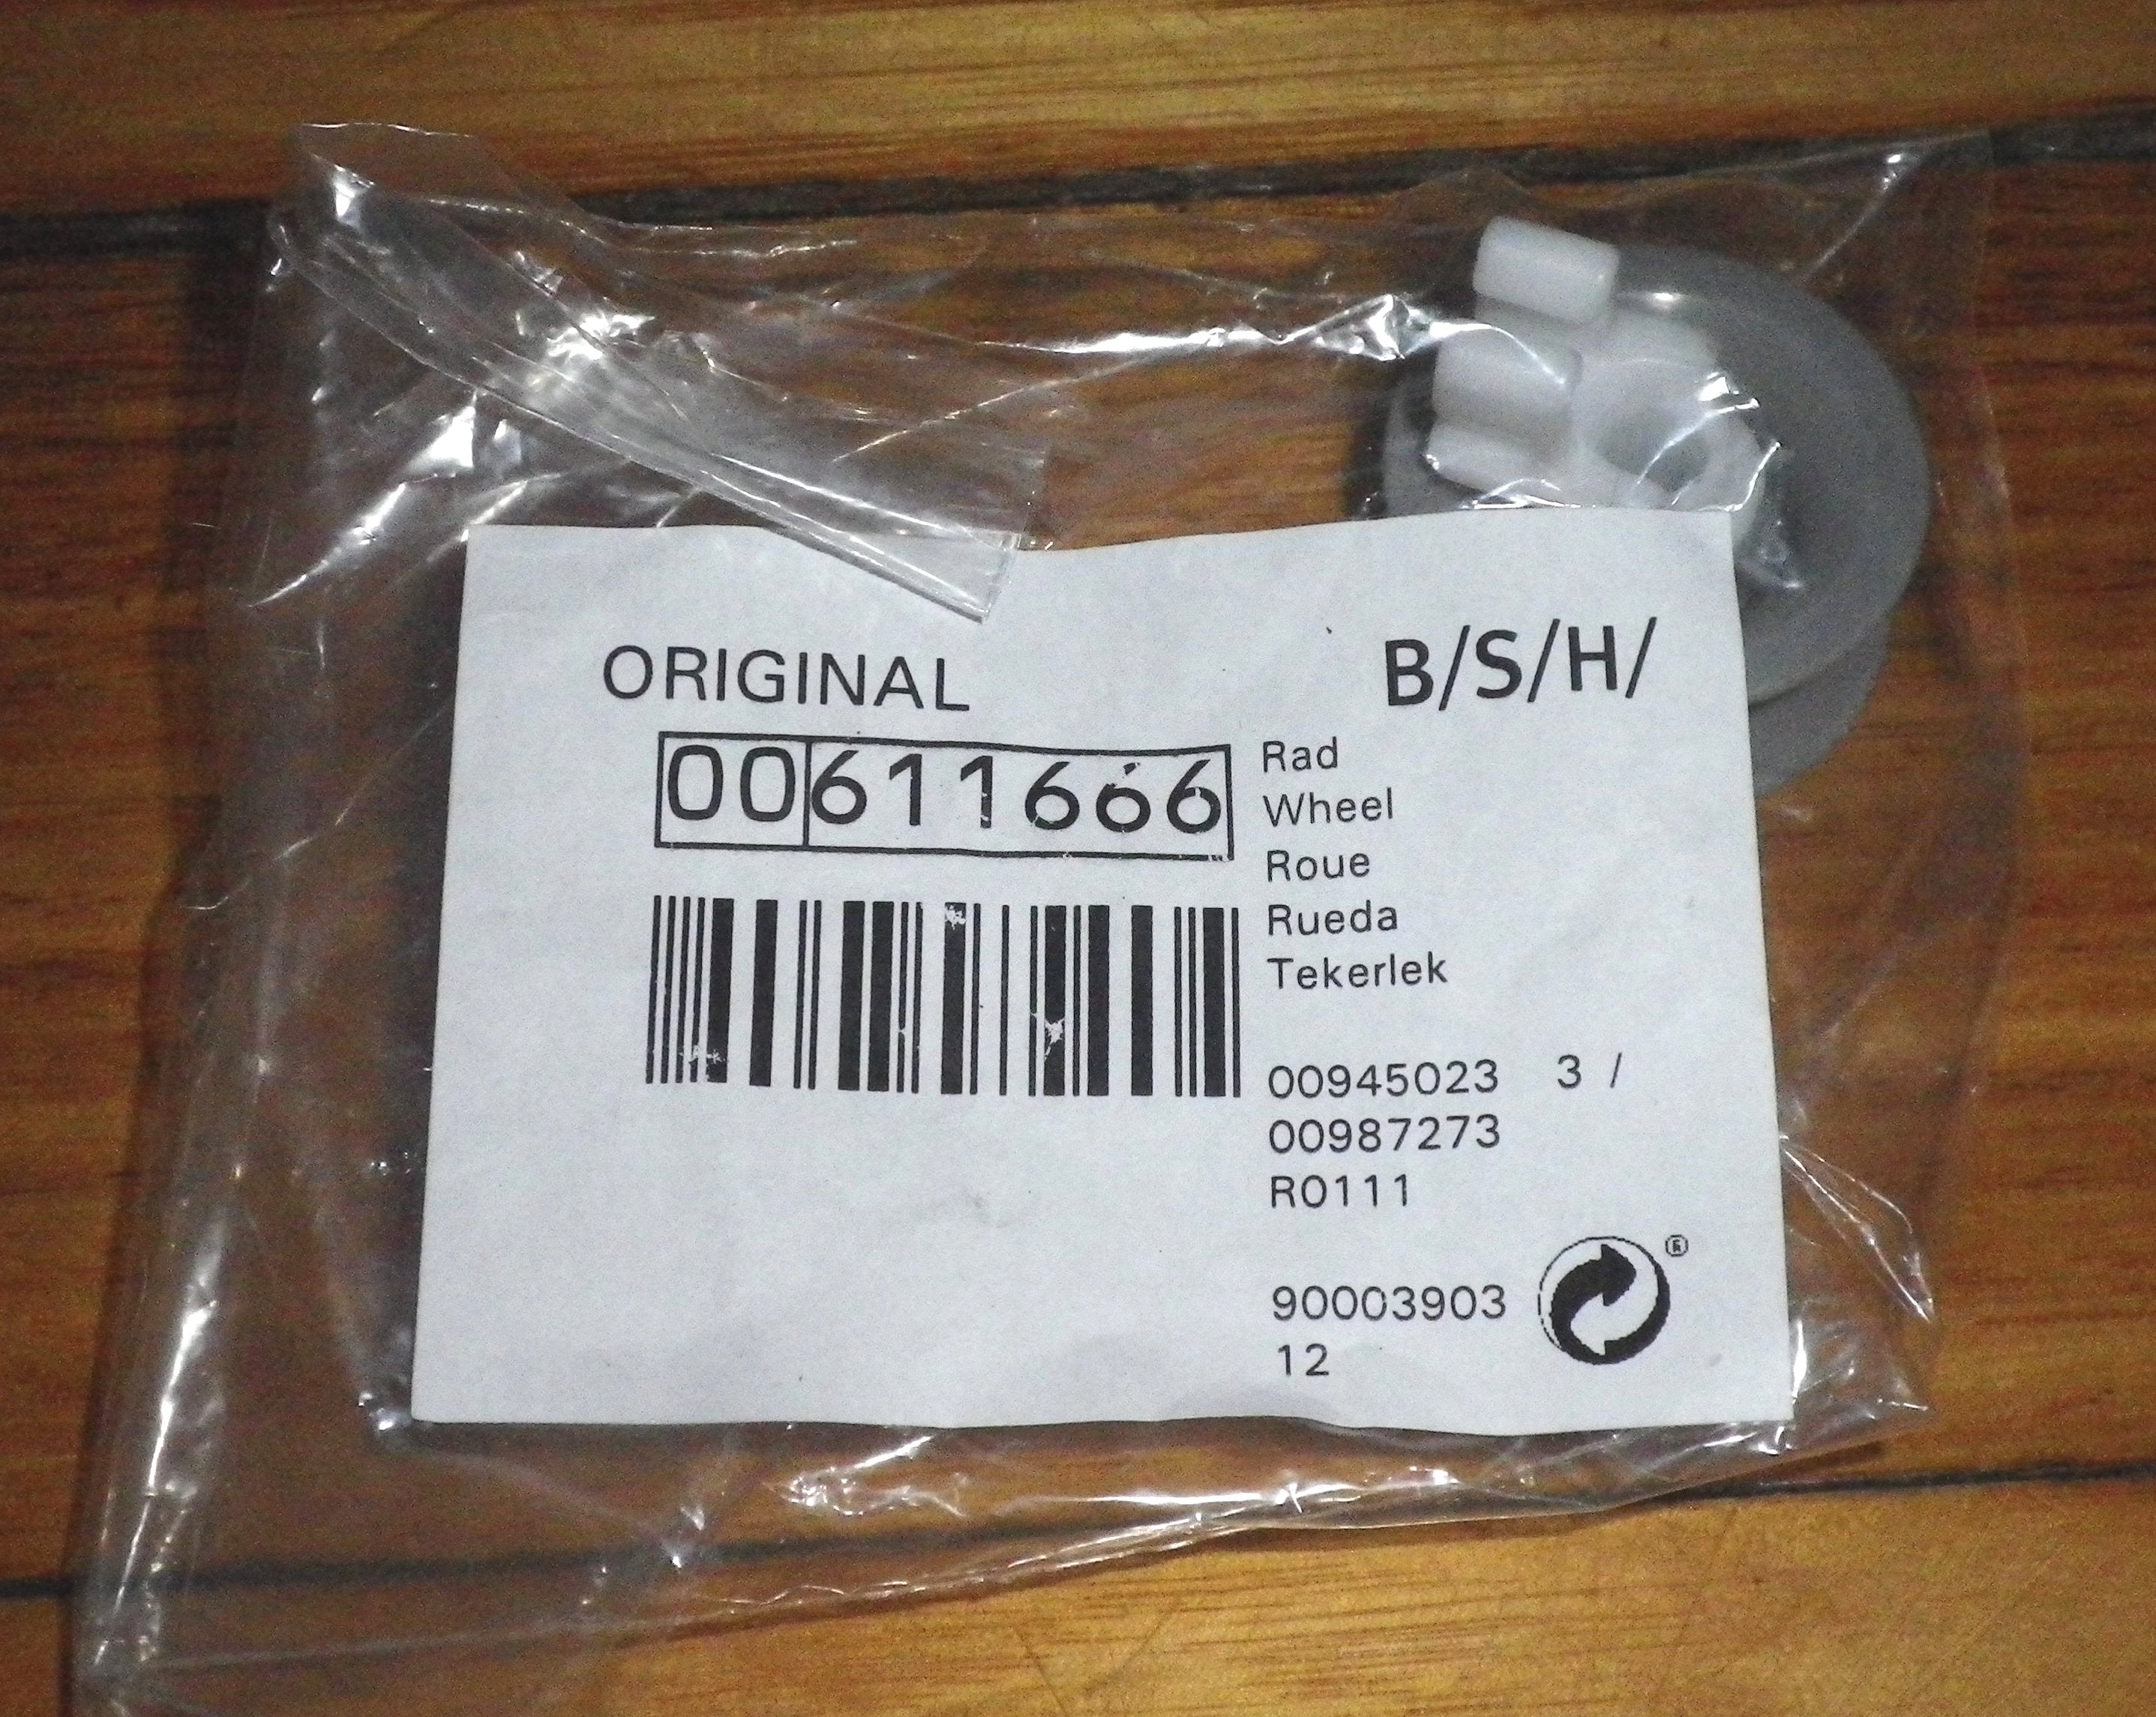 ORIGINAL
B/S/H/
00611666
Rad
Wheel
Roue
Rueda
Tekerlek
00945023 3 /
00987273
R0111
90003903
12
®